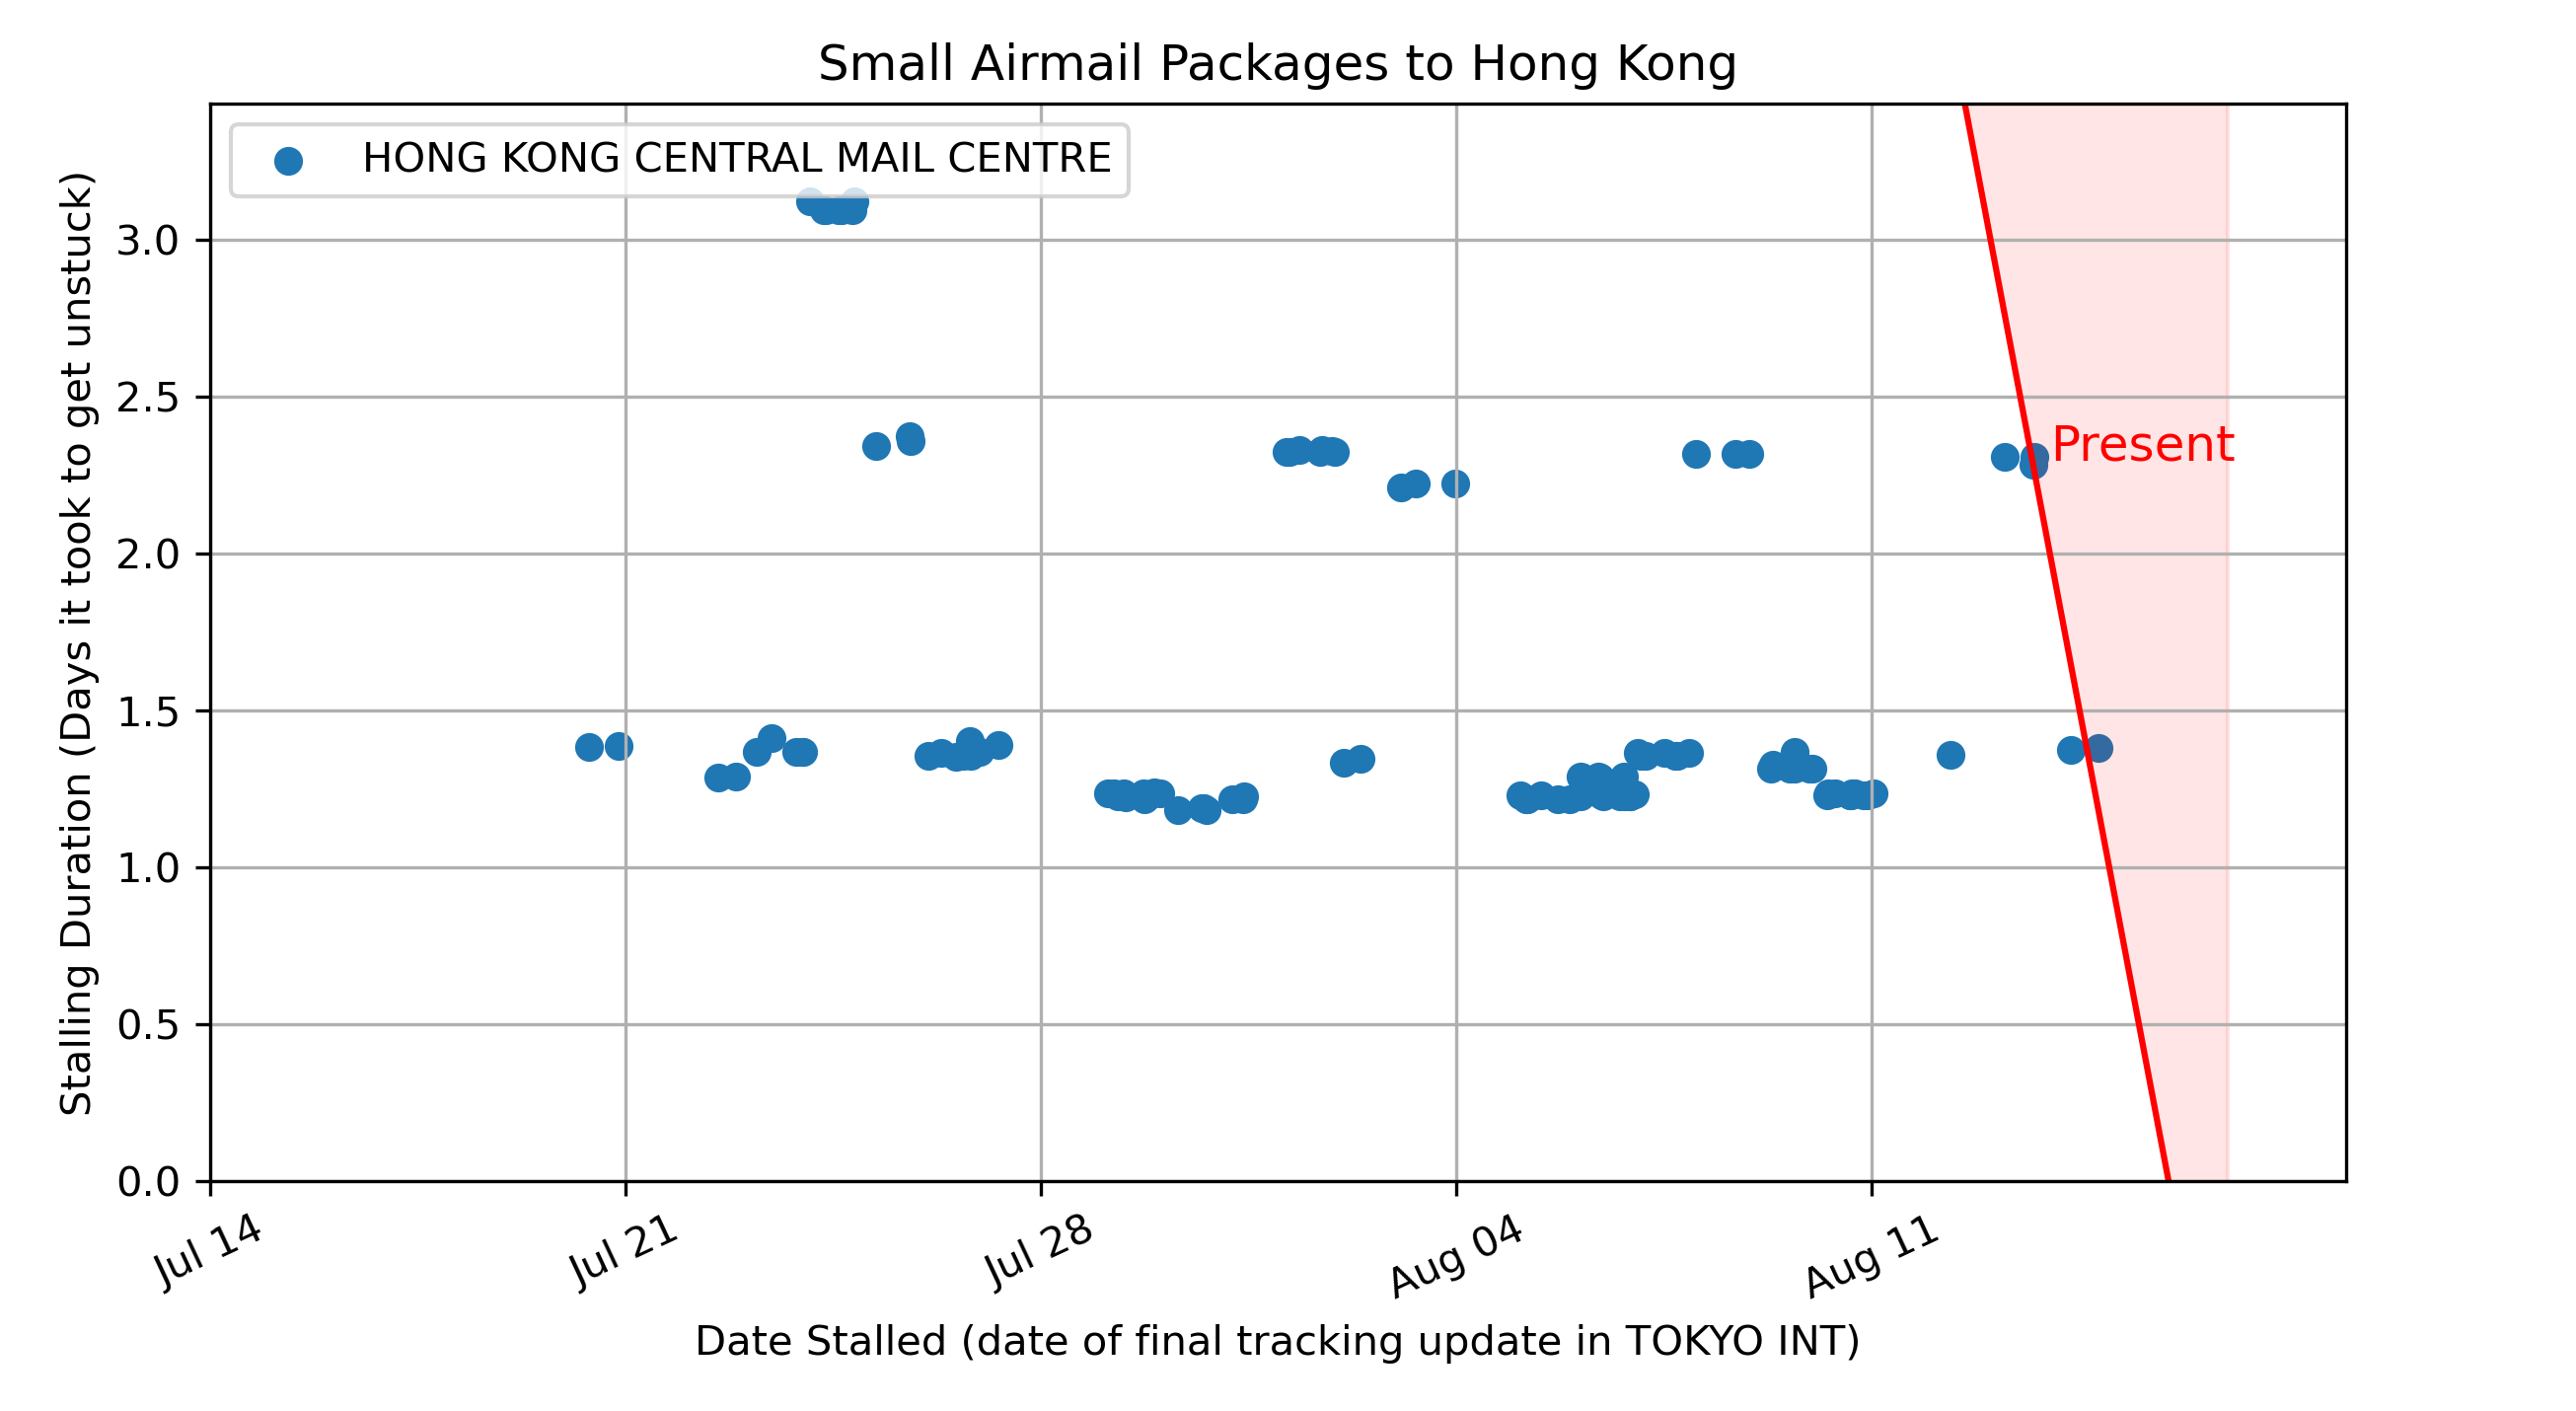 Small Airmail Packages to Hong Kong
HONG KONG CENTRAL MAIL CENTRE
Stalling Duration (Days it took to get unstuck)
3.0
2.5
2.0
1.5
1.0
0.5
0.0
Present
Jul 14
Jul 21
Jul 28
Aug 04
Aug 11
Date Stalled (date of final tracking update in TOKYO INT)